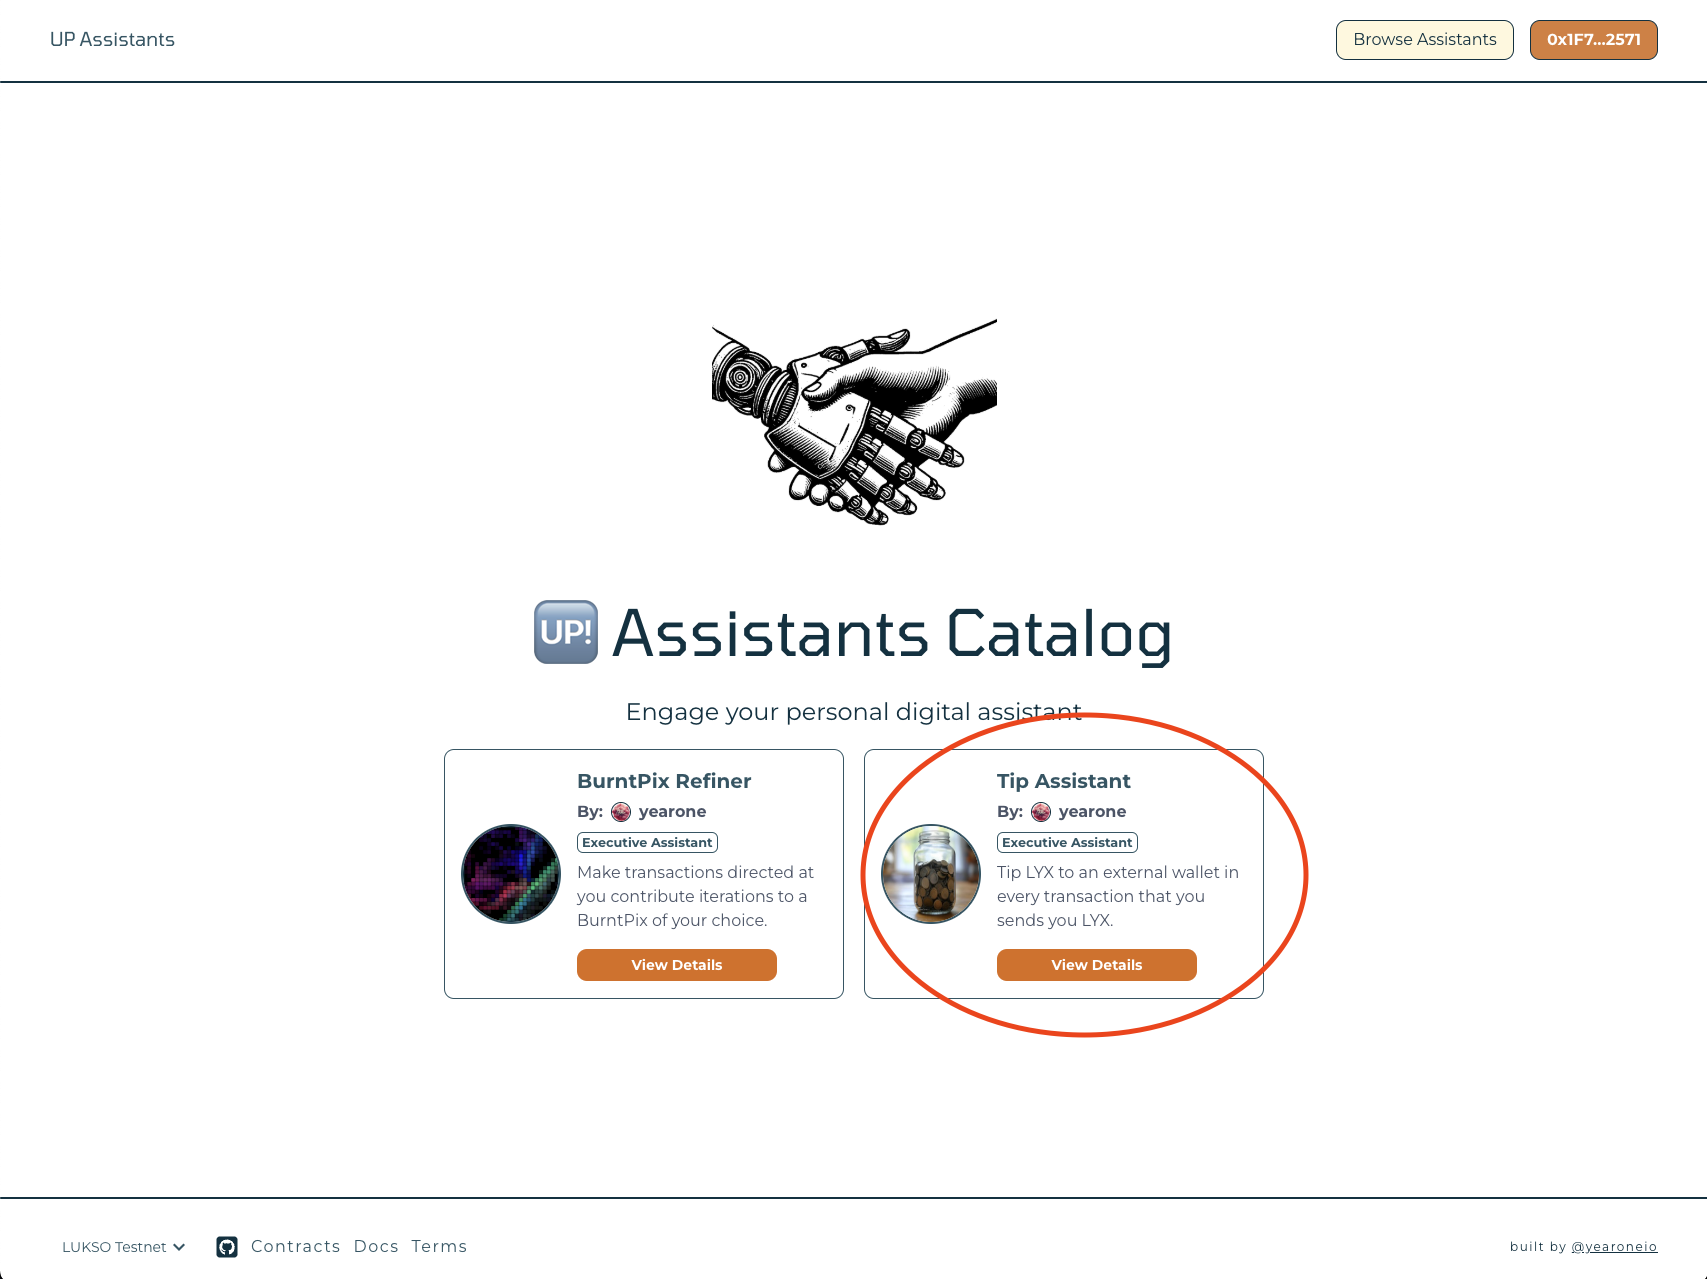 UP Assistants
Browse Assistants
0x1F7...2571
UP! Assistants Catalog
Engage your personal digital assistant
BurntPix Refiner
By: yearone
Executive Assistant
Make transactions directed at
you contribute iterations to a
BurntPix of your choice.
View Details
Tip Assistant
By: yearone
Executive Assistant
Tip LYX to an external wallet in
every transaction that you
sends you LYX.
View Details
LUKSO Testnet
Contracts Docs Terms
built by @yearoneio